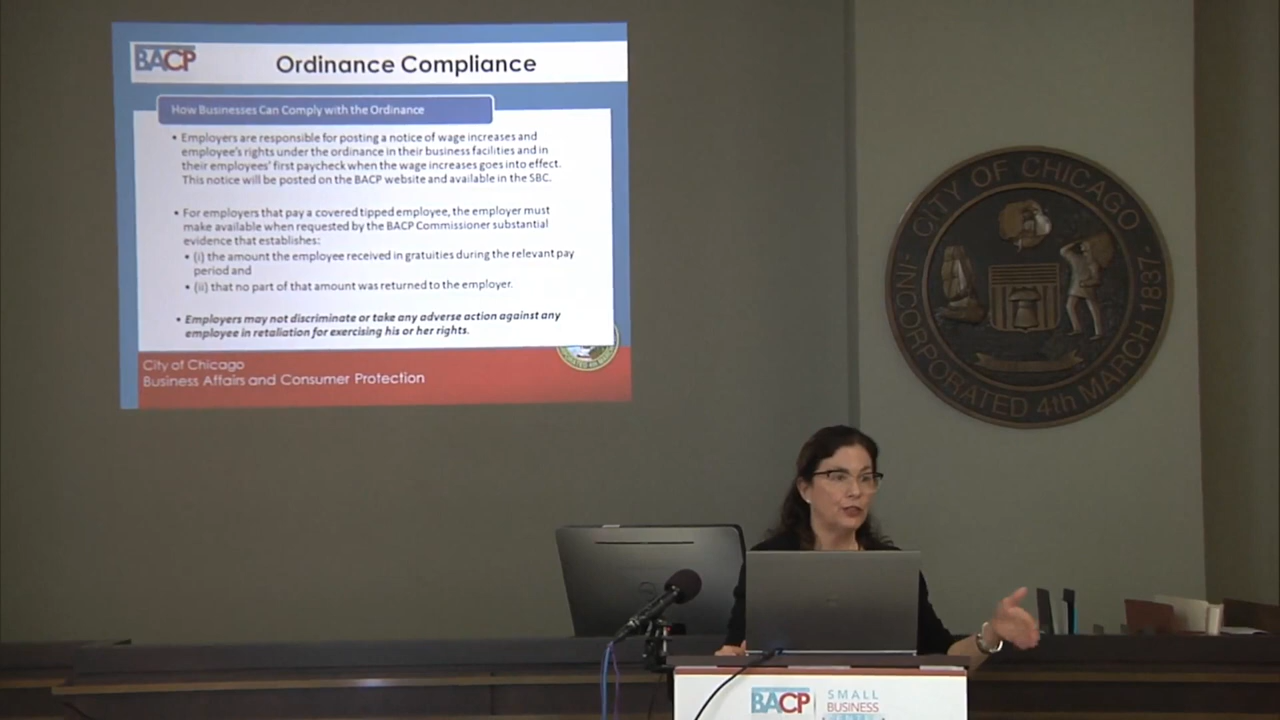 BACP
Ordinance Compliance
How Businesses Can Comply with the Ordinance
• Employers are responsible for posting a notice of wage increases and
employee's rights under the ordinance in their business facilities and in
their employees' first paycheck when the wage increases goes into effect.
This notice will be posted on the BACP website and available in the SBC.
• For employers that pay a covered tipped employee, the employer must
make available when requested by the BACP Commissioner substantial
evidence that establishes:
• (i) the amount the employee received in gratuities during the relevant pay
period and
• (ii) that no part of that amount was returned to the employer.
• Employers may not discriminate or take any adverse action against any
employee in retaliation for exercising his or her rights.
City of Chicago
Business Affairs and Consumer Protection
CITY OF CHICAGO
INCORPORATED 4th MARCH 1837
BACP
SMALL
BUSINESS
CENTER